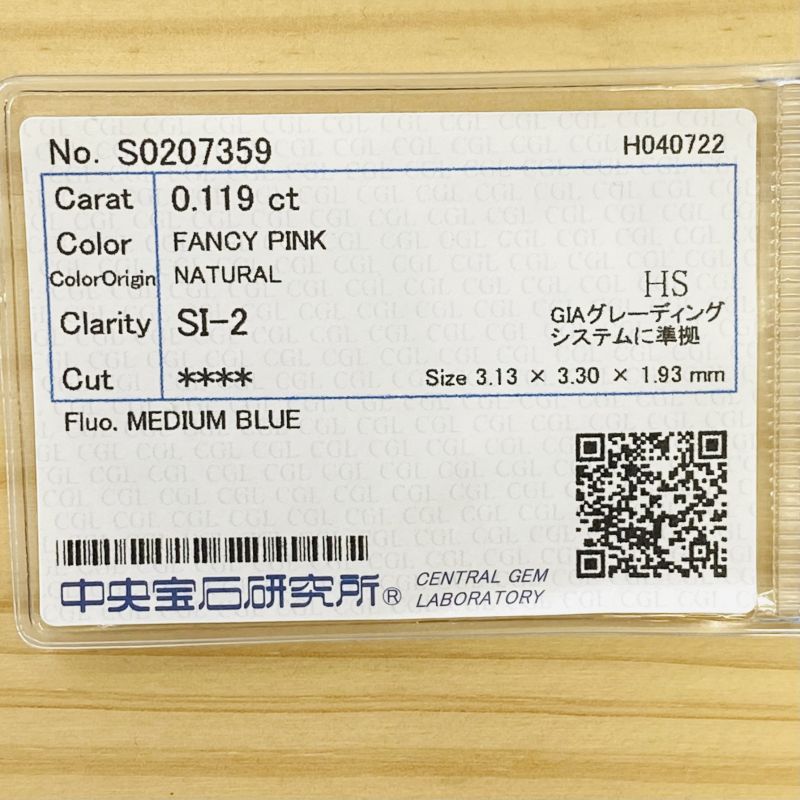 No. S0207359 H040722
Carat 0.119 ct
Color FANCY PINK
ColorOrigin NATURAL
HS
Clarity SI-2
GIAグレーディング
システムに準拠
Cut **** Size 3.13 × 3.30 × 1.93 mm
Fluo. MEDIUM BLUE
中央宝石研究所® CENTRAL GEM
LABORATORY